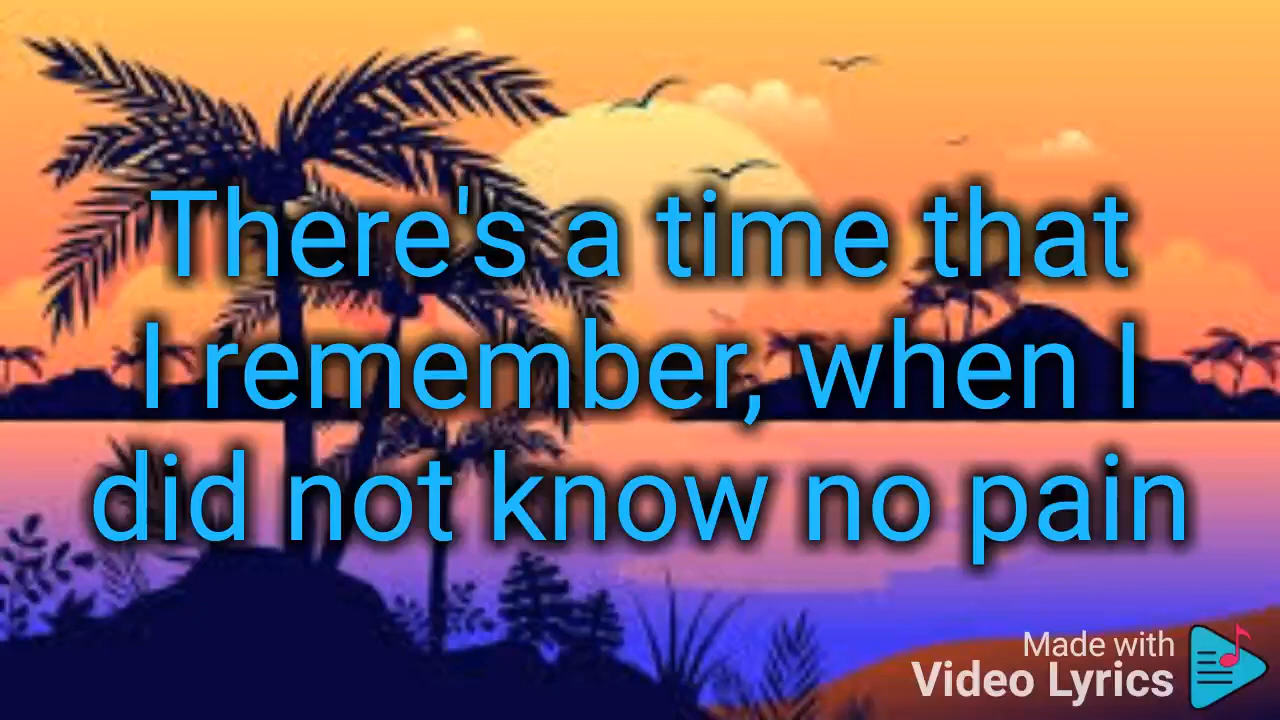 There's a time that
I remember, when I
did not know no pain
Made with
Video Lyrics